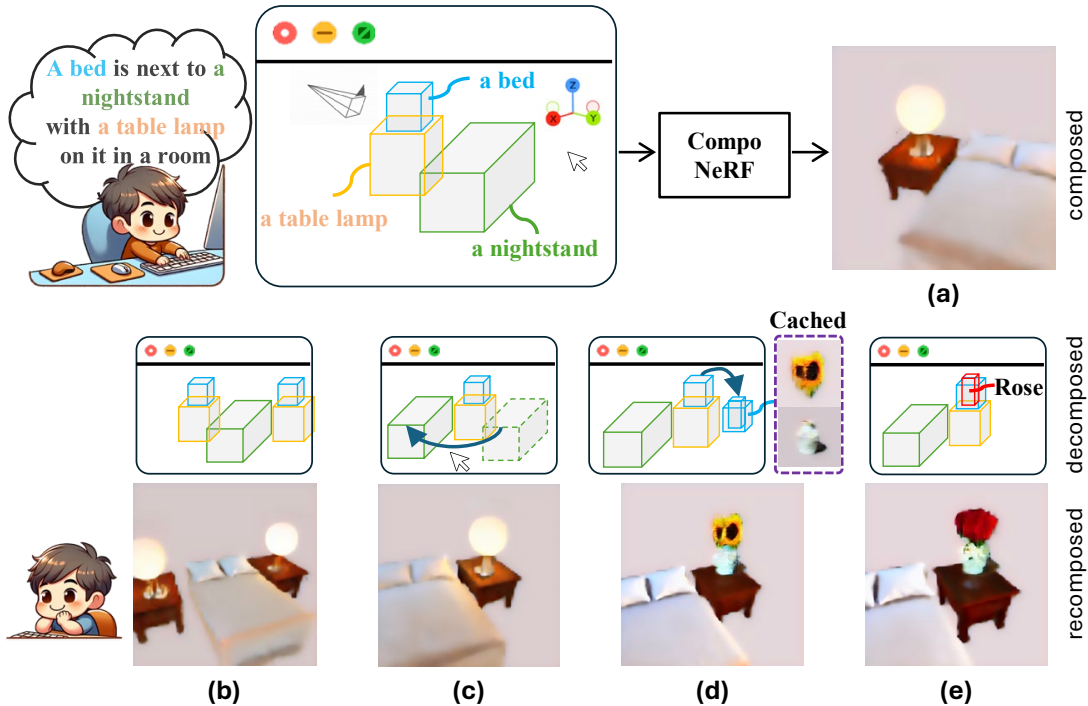 A bed is next to a
nightstand
with a table lamp
on it in a room
a bed
Z
X
Y
a table lamp
a nightstand
Compo
NeRF
composed
(a)
Cached
Rose
decomposed
recomposed
(b)
(c)
(d)
(e)